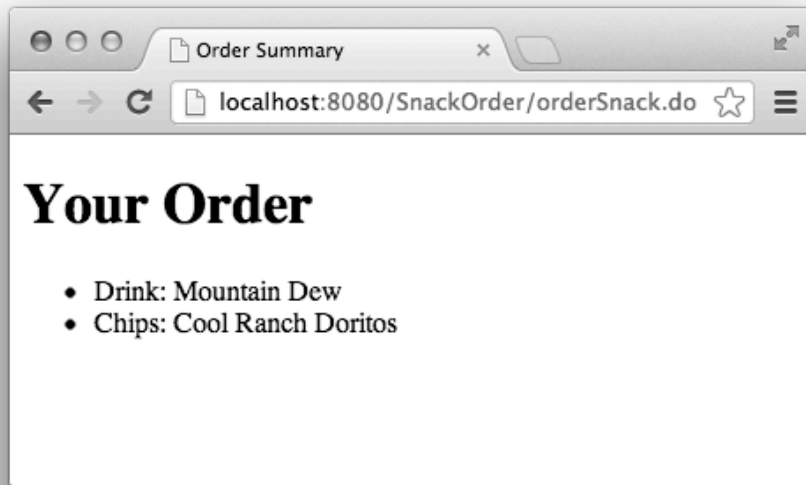 Order Summary
localhost:8080/SnackOrder/orderSnack.do
Your Order
Drink: Mountain Dew
Chips: Cool Ranch Doritos